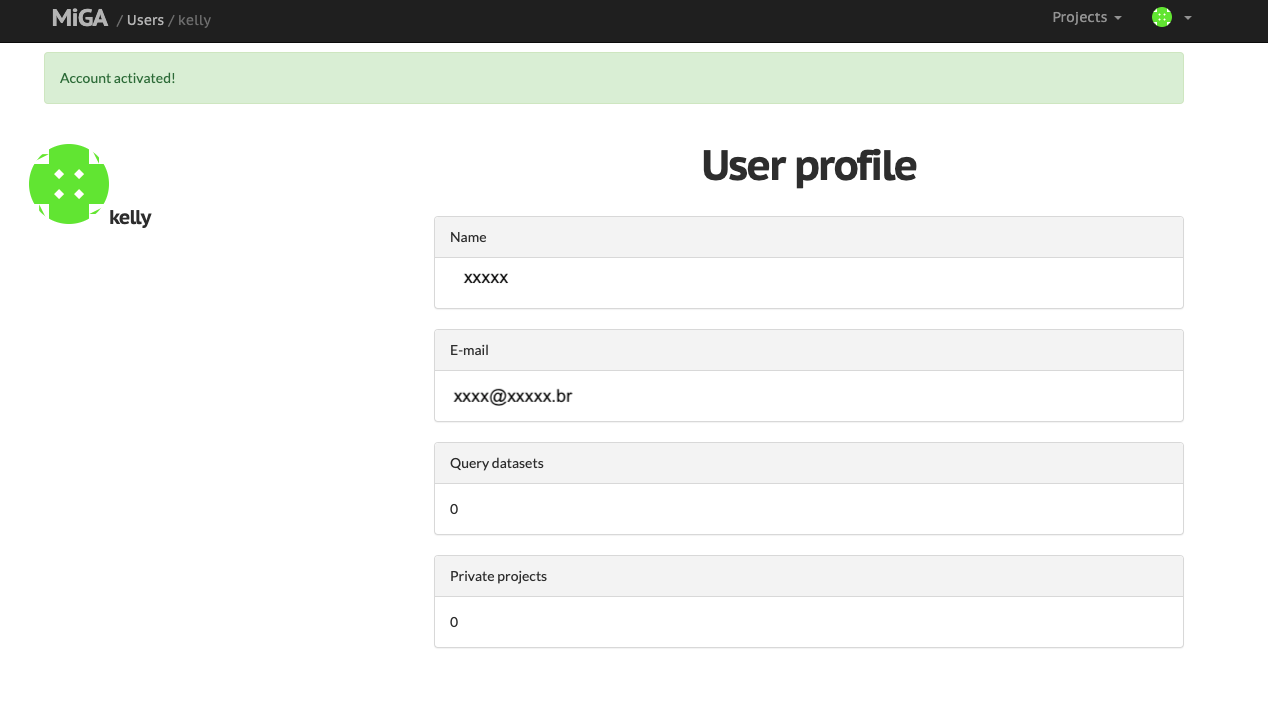 MiGA / Users / kelly
Projects
Account activated!
User profile
kelly
Name
xxxxx
E-mail
xxxx@xxxxx.br
Query datasets
0
Private projects
0